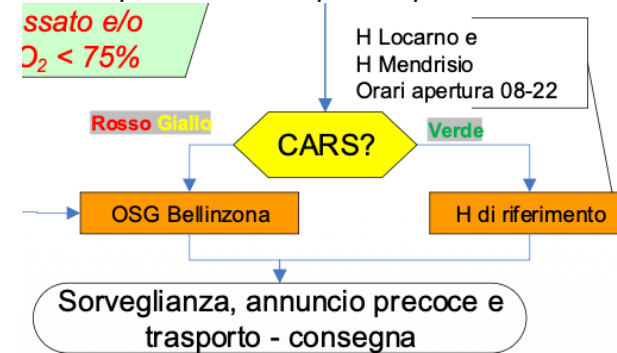 ssato e/o
O₂ < 75%
H Locarno e
H Mendrisio
Orari apertura 08-22
Rosso Giallo
CARS?
Verde
OSG Bellinzona
H di riferimento
Sorveglianza, annuncio precoce e
trasporto - consegna